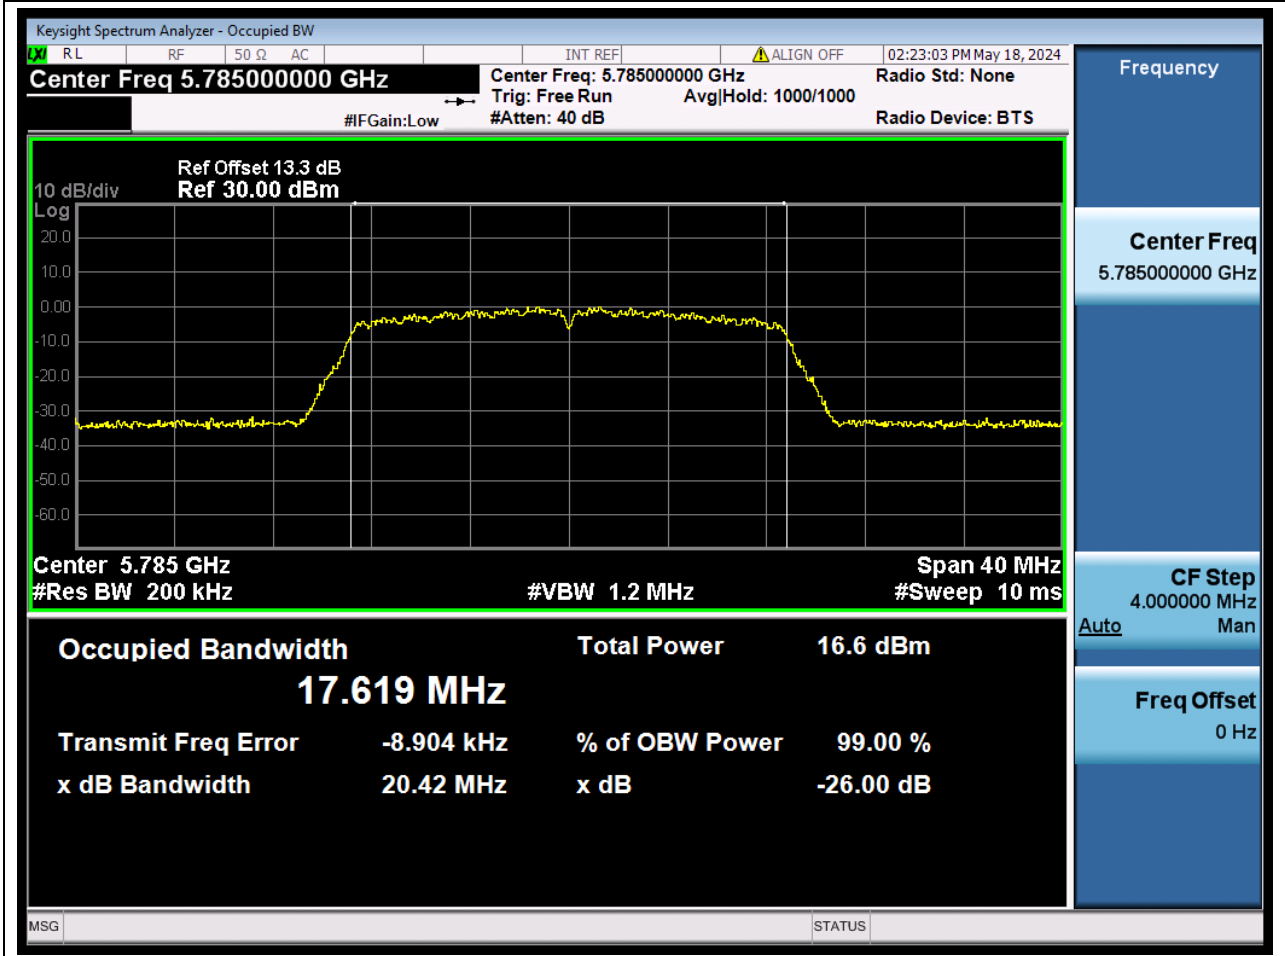 Keysight Spectrum Analyzer - Occupied BW
LXI RL RF 50 Ω AC INT REF ALIGN OFF 02:23:03 PM May 18, 2024
Center Freq 5.785000000 GHz
Center Freq: 5.785000000 GHz Radio Std: None
Trig: Free Run Avg|Hold: 1000/1000
#IFGain:Low #Atten: 40 dB Radio Device: BTS
Ref Offset 13.3 dB
10 dB/div Ref 30.00 dBm
Log
20.0
10.0
0.00
-10.0
-20.0
-30.0
-40.0
-50.0
-60.0
Center 5.785 GHz Span 40 MHz
#Res BW 200 kHz #VBW 1.2 MHz #Sweep 10 ms
Occupied Bandwidth Total Power 16.6 dBm
17.619 MHz
Transmit Freq Error -8.904 kHz % of OBW Power 99.00 %
x dB Bandwidth 20.42 MHz x dB -26.00 dB
MSG STATUS
Frequency
Center Freq
5.785000000 GHz
CF Step
4.000000 MHz
Auto Man
Freq Offset
0 Hz